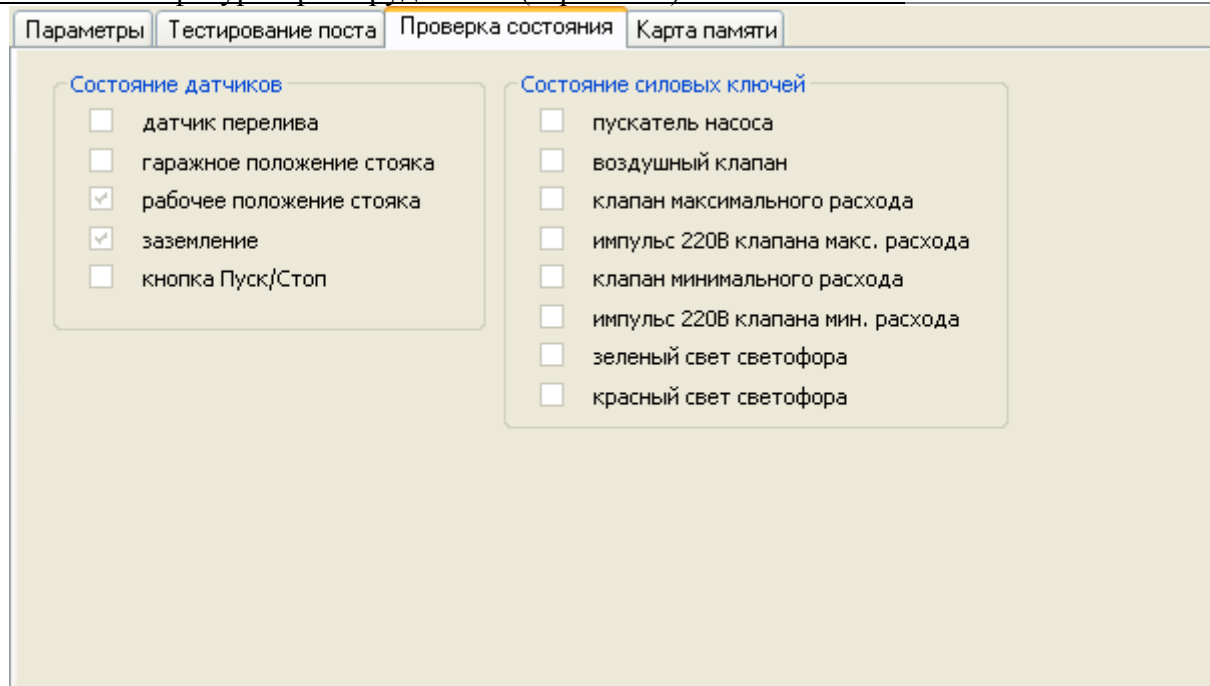 Параметры Тестирование поста Проверка состояния Карта памяти
Состояние датчиков
датчик перелива
гаражное положение стояка
рабочее положение стояка
заземление
кнопка Пуск/Стоп
Состояние силовых ключей
пускатель насоса
воздушный клапан
клапан максимального расхода
импульс 220В клапана макс. расхода
клапан минимального расхода
импульс 220В клапана мин. расхода
зеленый свет светофора
красный свет светофора